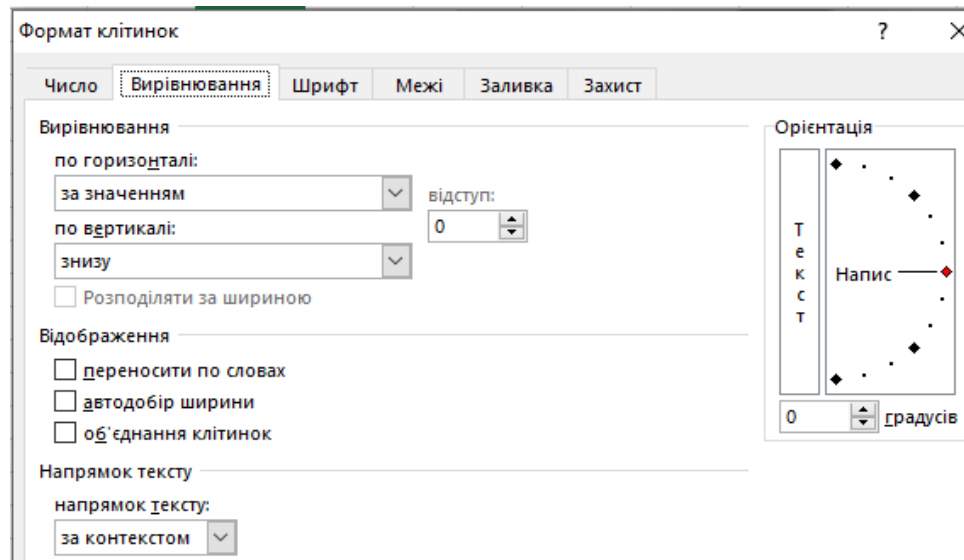 Формат клітинок ?
Число Вирівнювання Шрифт Межі Заливка Захист
Вирівнювання
по горизонталі:
за значенням
відступ:
0
по вертикалі:
знизу
Розподіляти за шириною
Відображення
переносити по словах
автодобір ширини
об'єднання клітинок
Напрямок тексту
напрямок тексту:
за контекстом
Орієнтація
Текст
Напис
0 градусів